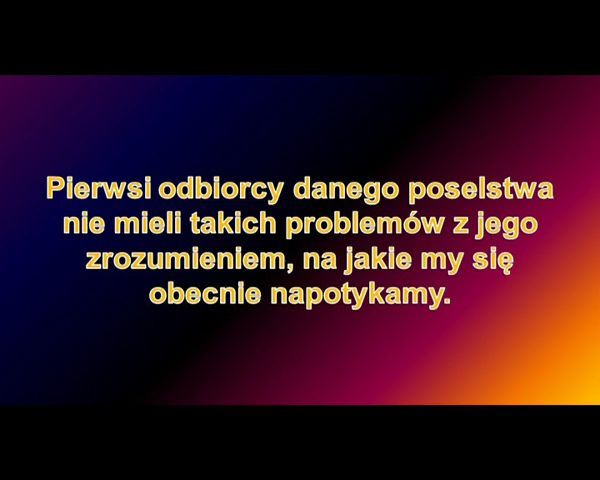 Pierwsi odbiorcy danego poselstwa
nie mieli takich problemów z jego
zrozumieniem, na jakie my się
obecnie napotykamy.